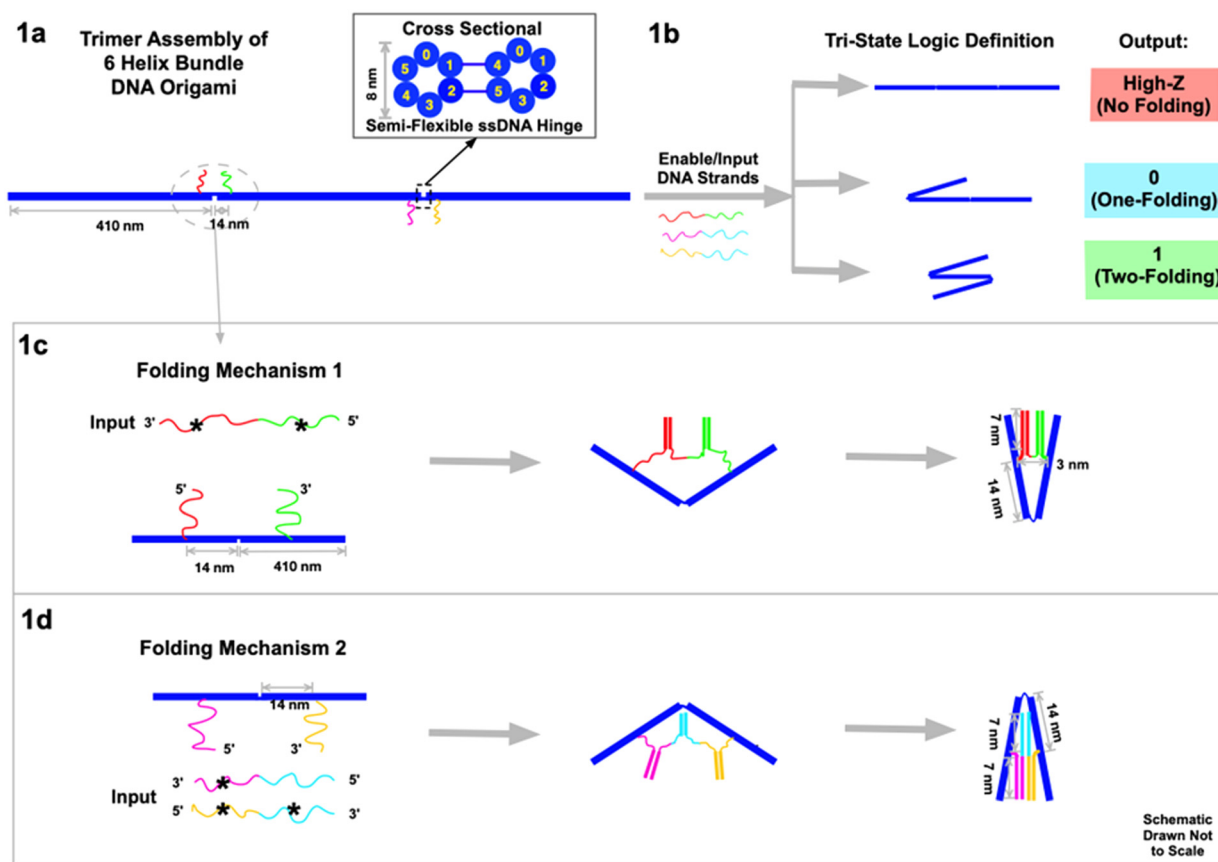 1a
Trimer Assembly of
6 Helix Bundle
DNA Origami
Cross Sectional
8 nm
0
5
1
4
2
3
0
4
1
5
2
3
Semi-Flexible ssDNA Hinge
410 nm
14 nm
1b
Tri-State Logic Definition
Output:
Enable/Input
DNA Strands
High-Z
(No Folding)
0
(One-Folding)
1
(Two-Folding)
1c
Folding Mechanism 1
Input
3'
*
*
5'
5'
3'
14 nm
410 nm
7 nm
3 nm
14 nm
1d
Folding Mechanism 2
14 nm
5'
3'
Input
3'
*
5'
5'
*
*
3'
14 nm
7 nm
7 nm
Schematic
Drawn Not
to Scale